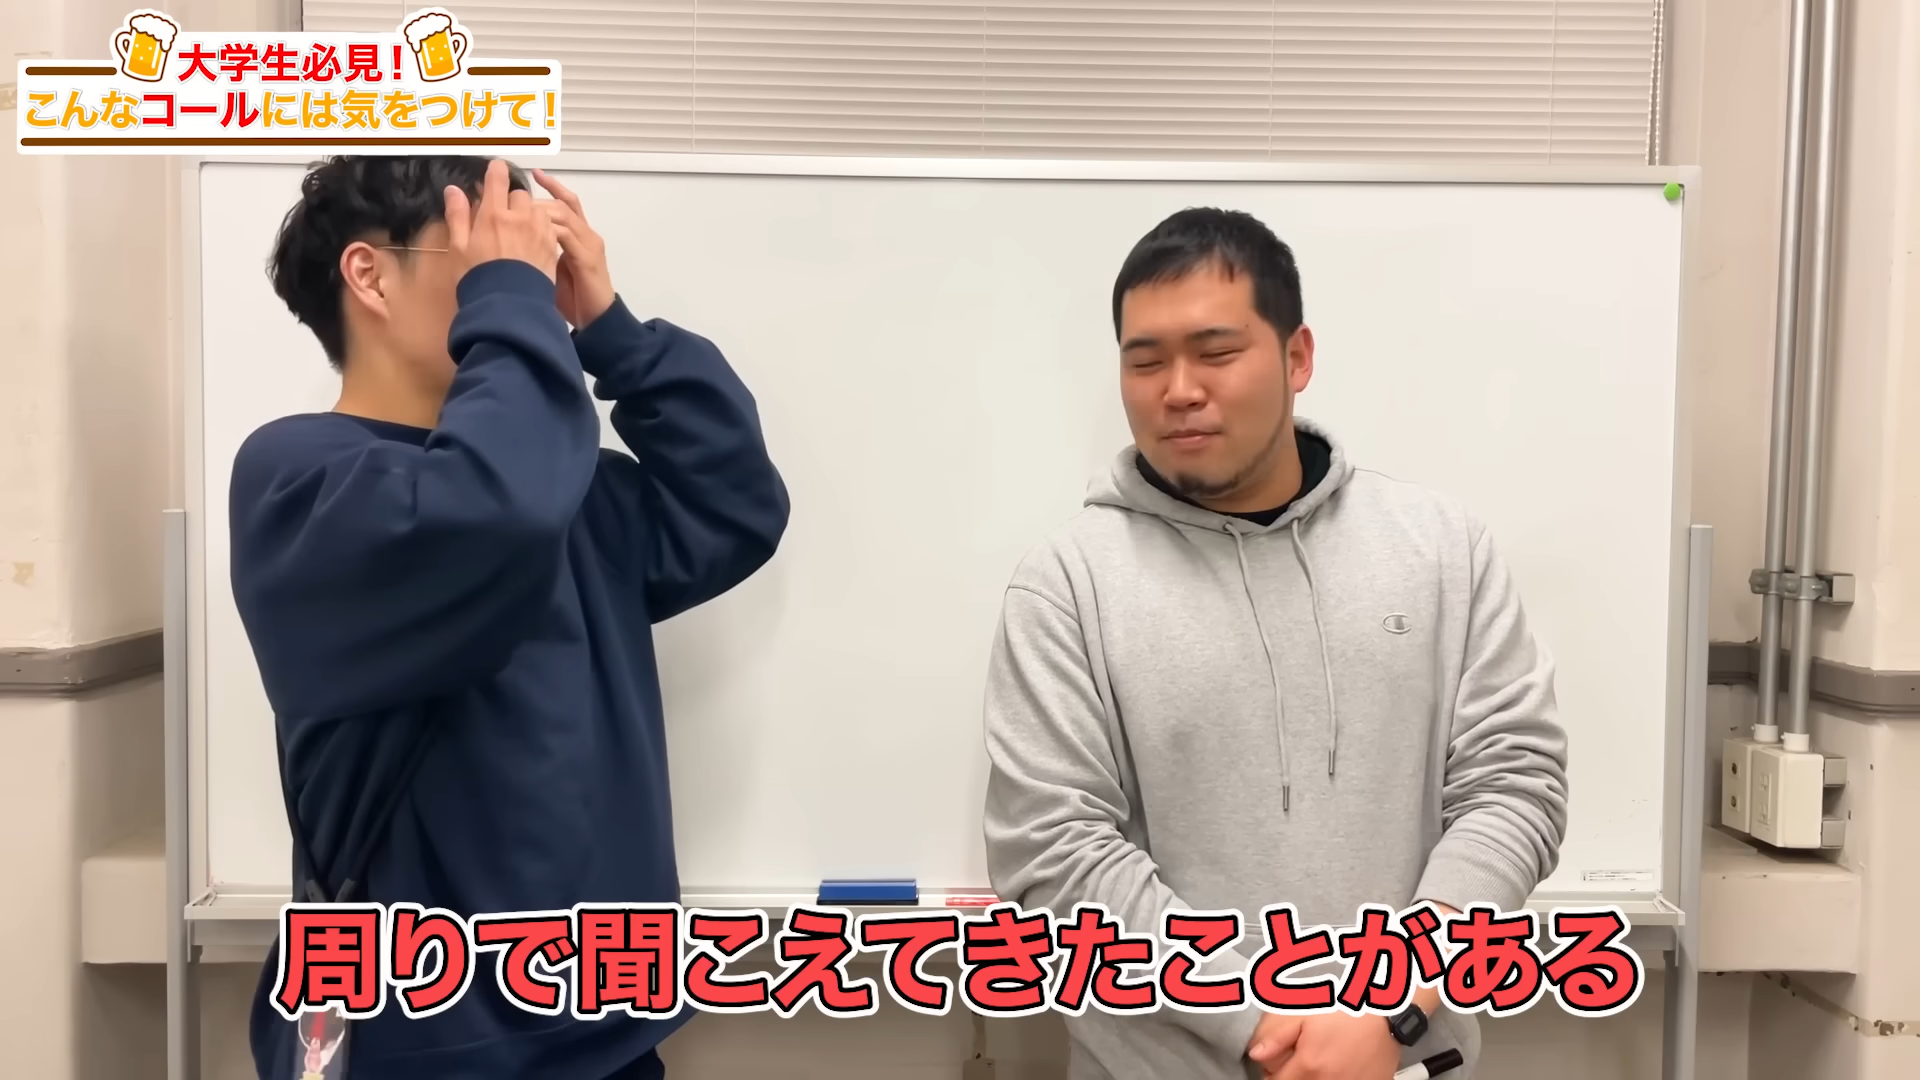 大学生必見！
こんなコールには気をつけて！
周りで聞こえてきたことがある